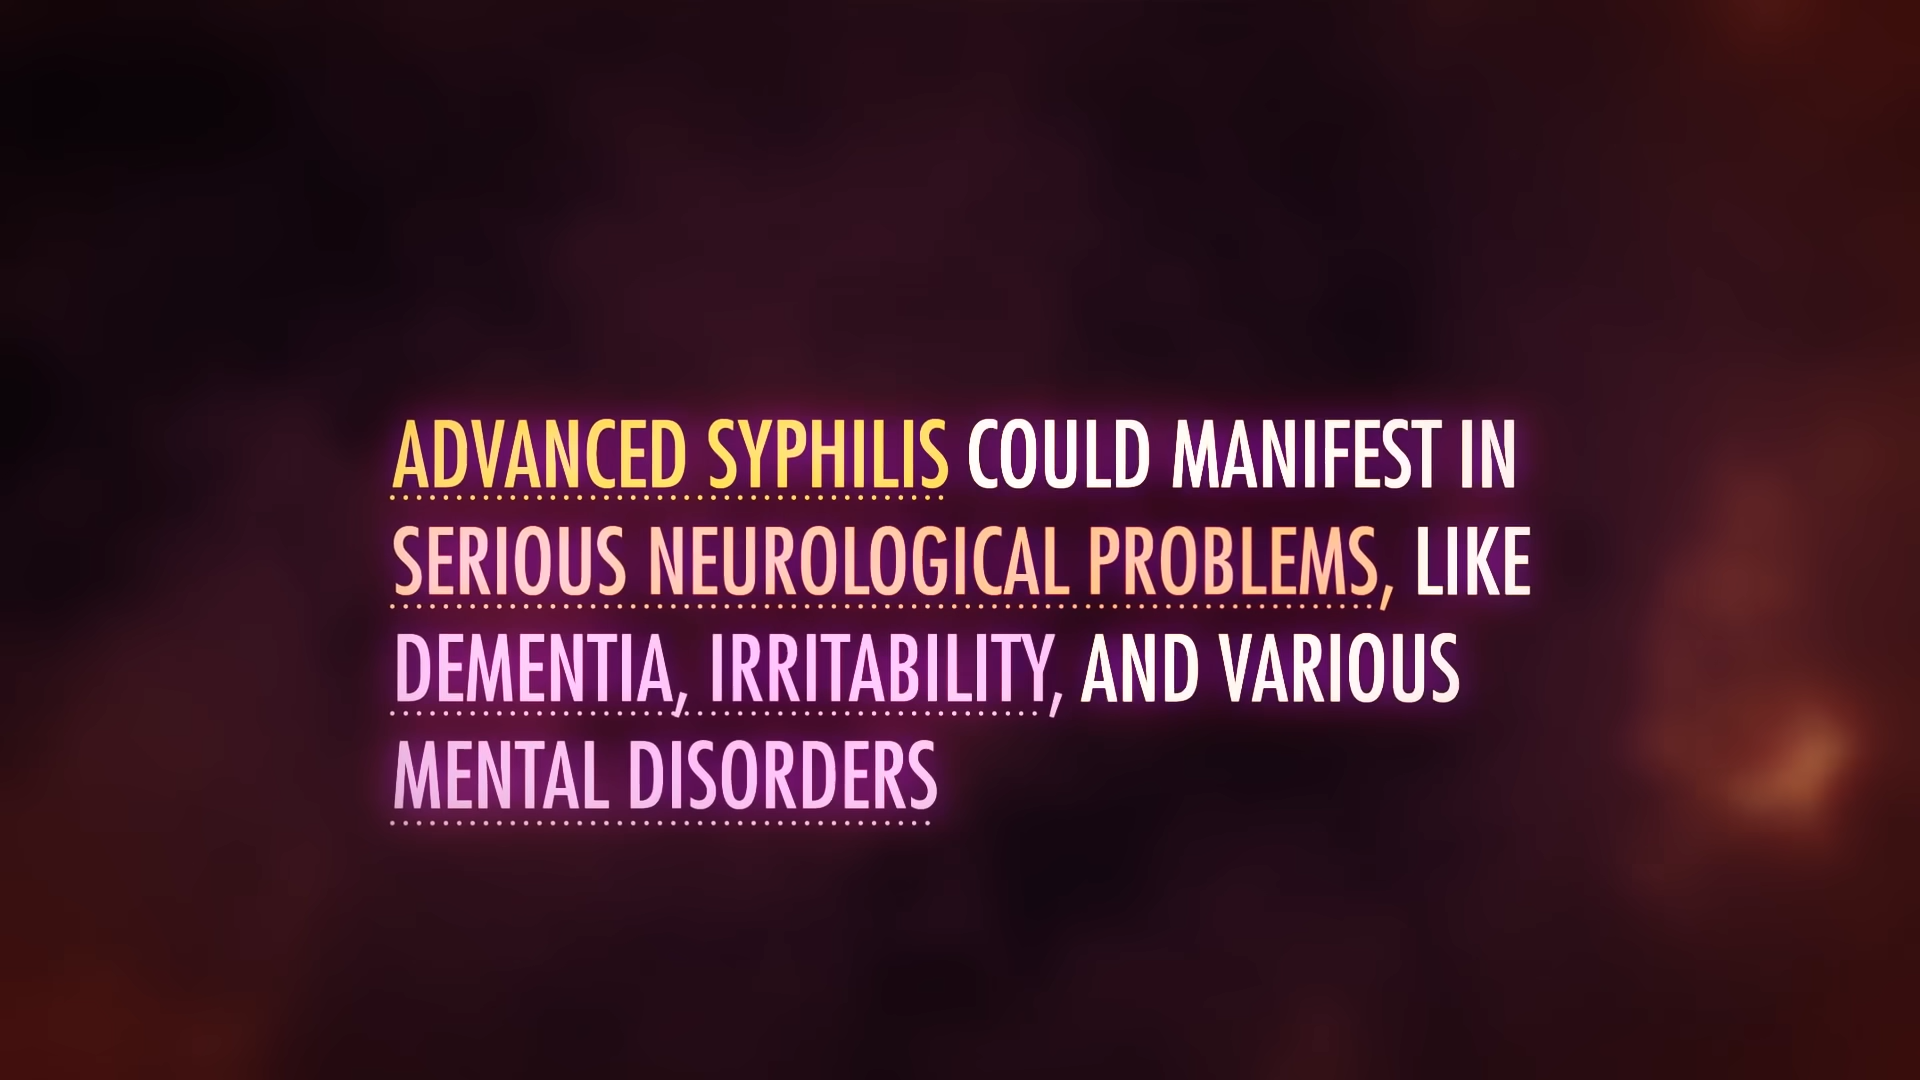 ADVANCED SYPHILIS COULD MANIFEST IN
SERIOUS NEUROLOGICAL PROBLEMS, LIKE
DEMENTIA, IRRITABILITY, AND VARIOUS
MENTAL DISORDERS